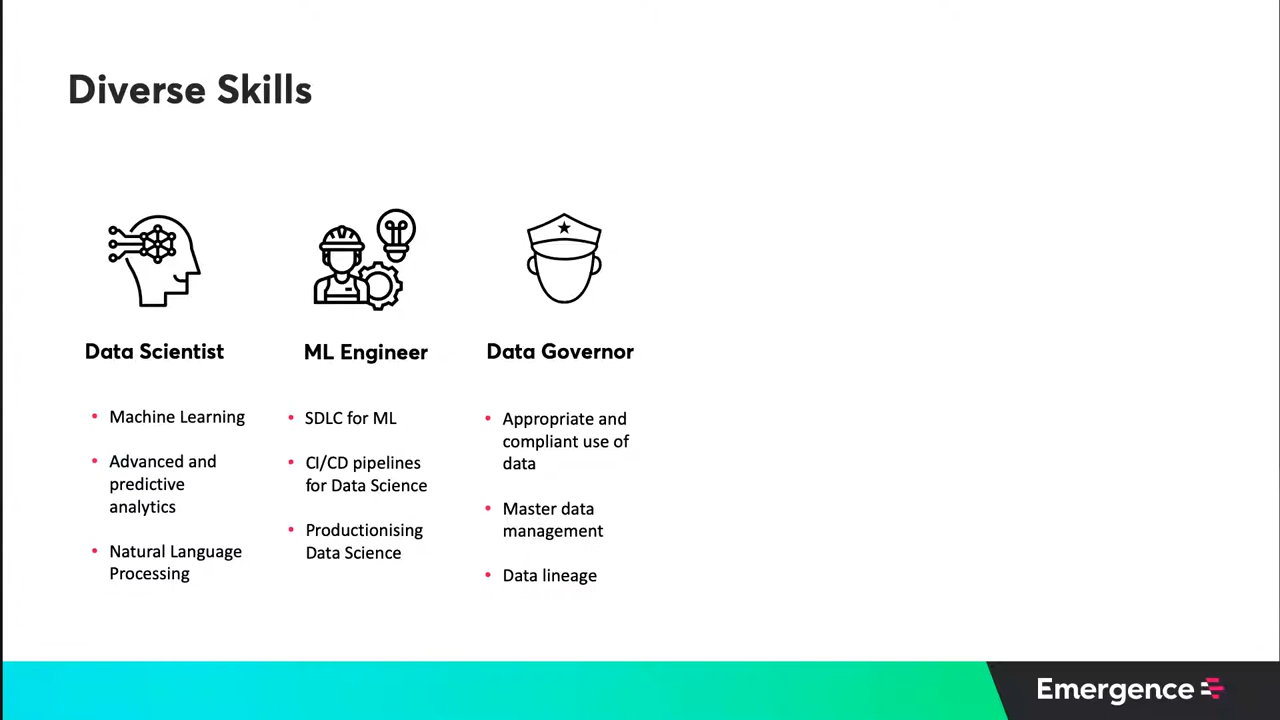 Diverse Skills
Data Scientist
Machine Learning
Advanced and
predictive
analytics
Natural Language
Processing
ML Engineer
SDLC for ML
CI/CD pipelines
for Data Science
Productionising
Data Science
Data Governor
Appropriate and
compliant use of
data
Master data
management
Data lineage
Emergence